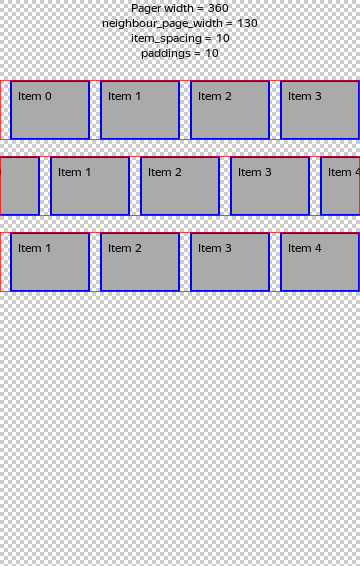 Pager width = 360
neighbour_page_width = 130
item_spacing = 10
paddings = 10
Item 0 Item 1 Item 2 Item 3
Item 1 Item 2 Item 3 Item 4
Item 1 Item 2 Item 3 Item 4